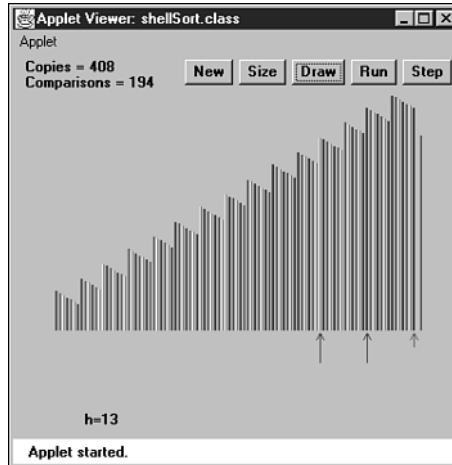 Applet Viewer: shellSort.class
Applet
Copies = 408
Comparisons = 194
New Size Draw Run Step
h=13
Applet started.